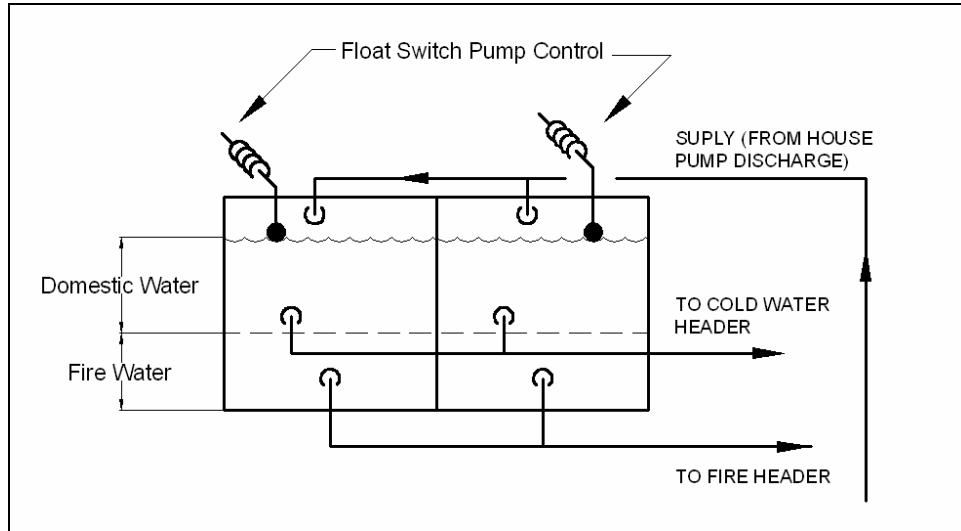 Float Switch Pump Control
SUPLY (FROM HOUSE
PUMP DISCHARGE)
Domestic Water
TO COLD WATER
HEADER
Fire Water
TO FIRE HEADER